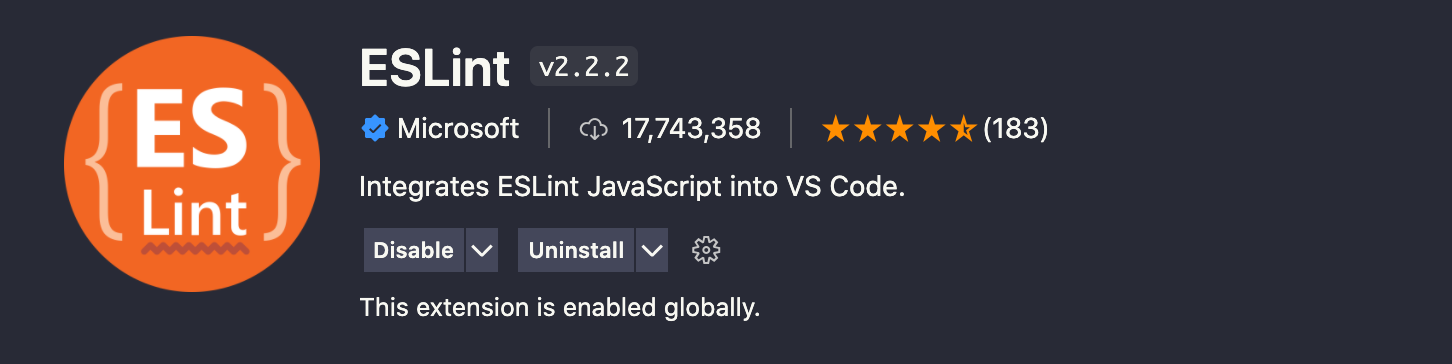 {ES}
Lint
ESLint v2.2.2
Microsoft 17,743,358 (183)
Integrates ESLint JavaScript into VS Code.
Disable Uninstall
This extension is enabled globally.